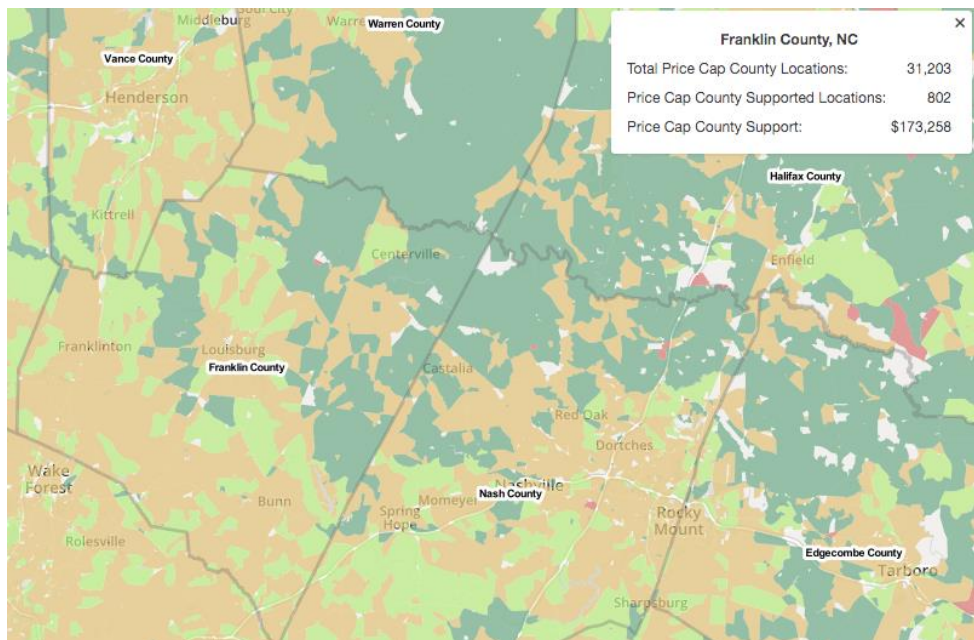 Soul City
Middleburg
Warren County
Vance County
Henderson
×
Franklin County, NC
Total Price Cap County Locations: 31,203
Price Cap County Supported Locations: 802
Price Cap County Support: $173,258
Halifax County
Kittrell
Centerville
Enfield
Franklinton
Louisburg
Franklin County
Castalia
Red Oak
Dortches
Wake
Forest
Bunn
Momeyer
Nashville
Nash County
Spring
Hope
Rocky
Mount
Rolesville
Edgecombe County
Tarboro
Sharpsburg